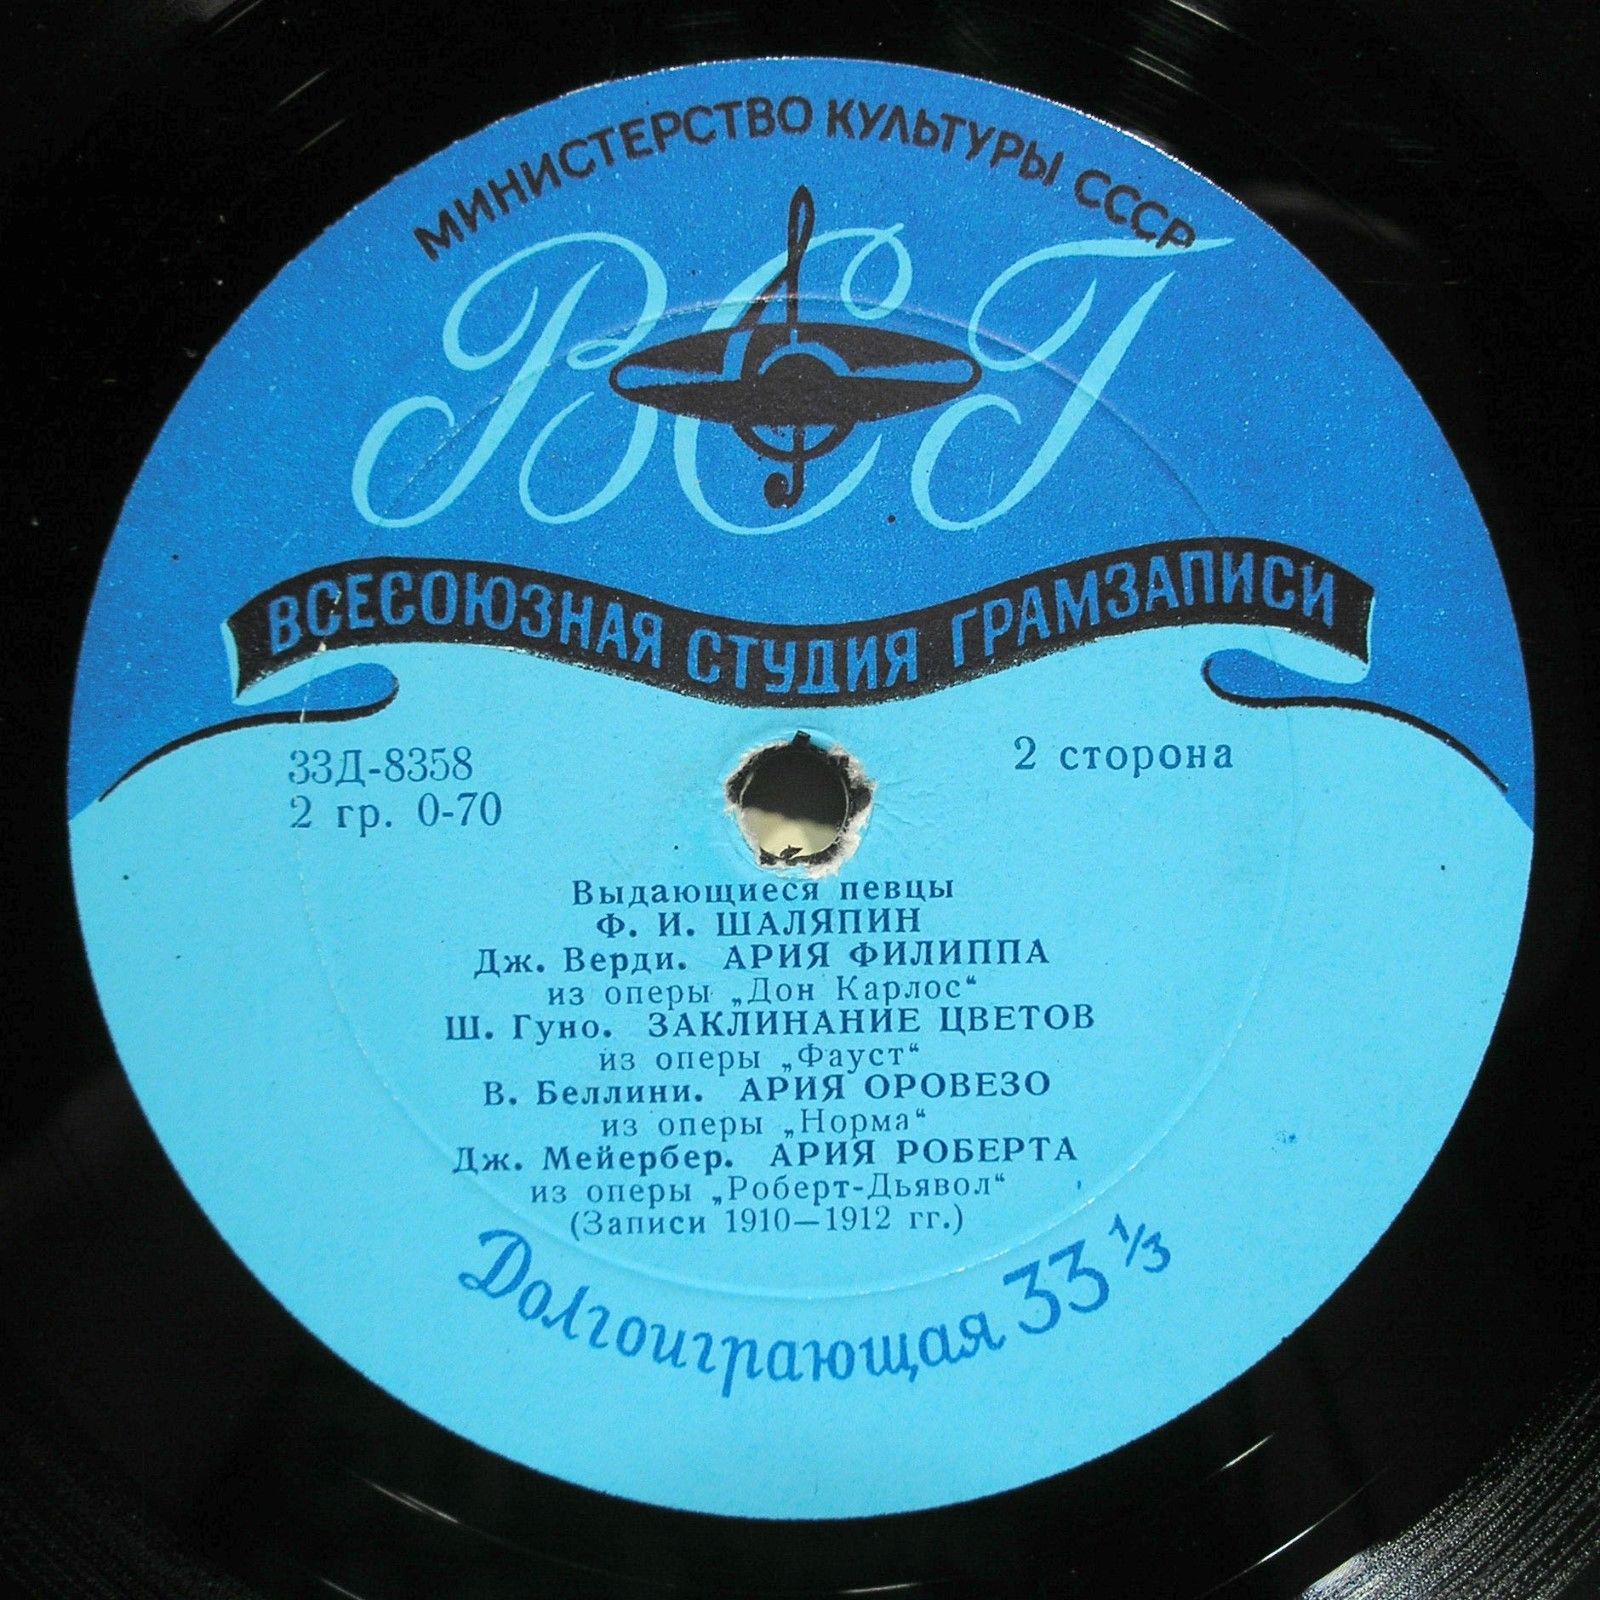 МИНИСТЕРСТВО КУЛЬТУРЫ СССР
ВСГ
ВСЕСОЮЗНАЯ СТУДИЯ ГРАМЗАПИСИ
33Д-8358
2 гр. 0-70
2 сторона
Выдающиеся певцы
Ф. И. ШАЛЯПИН
Дж. Верди. АРИЯ ФИЛИППА
из оперы „Дон Карлос“
Ш. Гуно. ЗАКЛИНАНИЕ ЦВЕТОВ
из оперы „Фауст“
В. Беллини. АРИЯ ОРОВЕЗО
из оперы „Норма“
Дж. Мейербер. АРИЯ РОБЕРТА
из оперы „Роберт-Дьявол“
(Записи 1910—1912 гг.)
Долгоиграющая 33 1/3